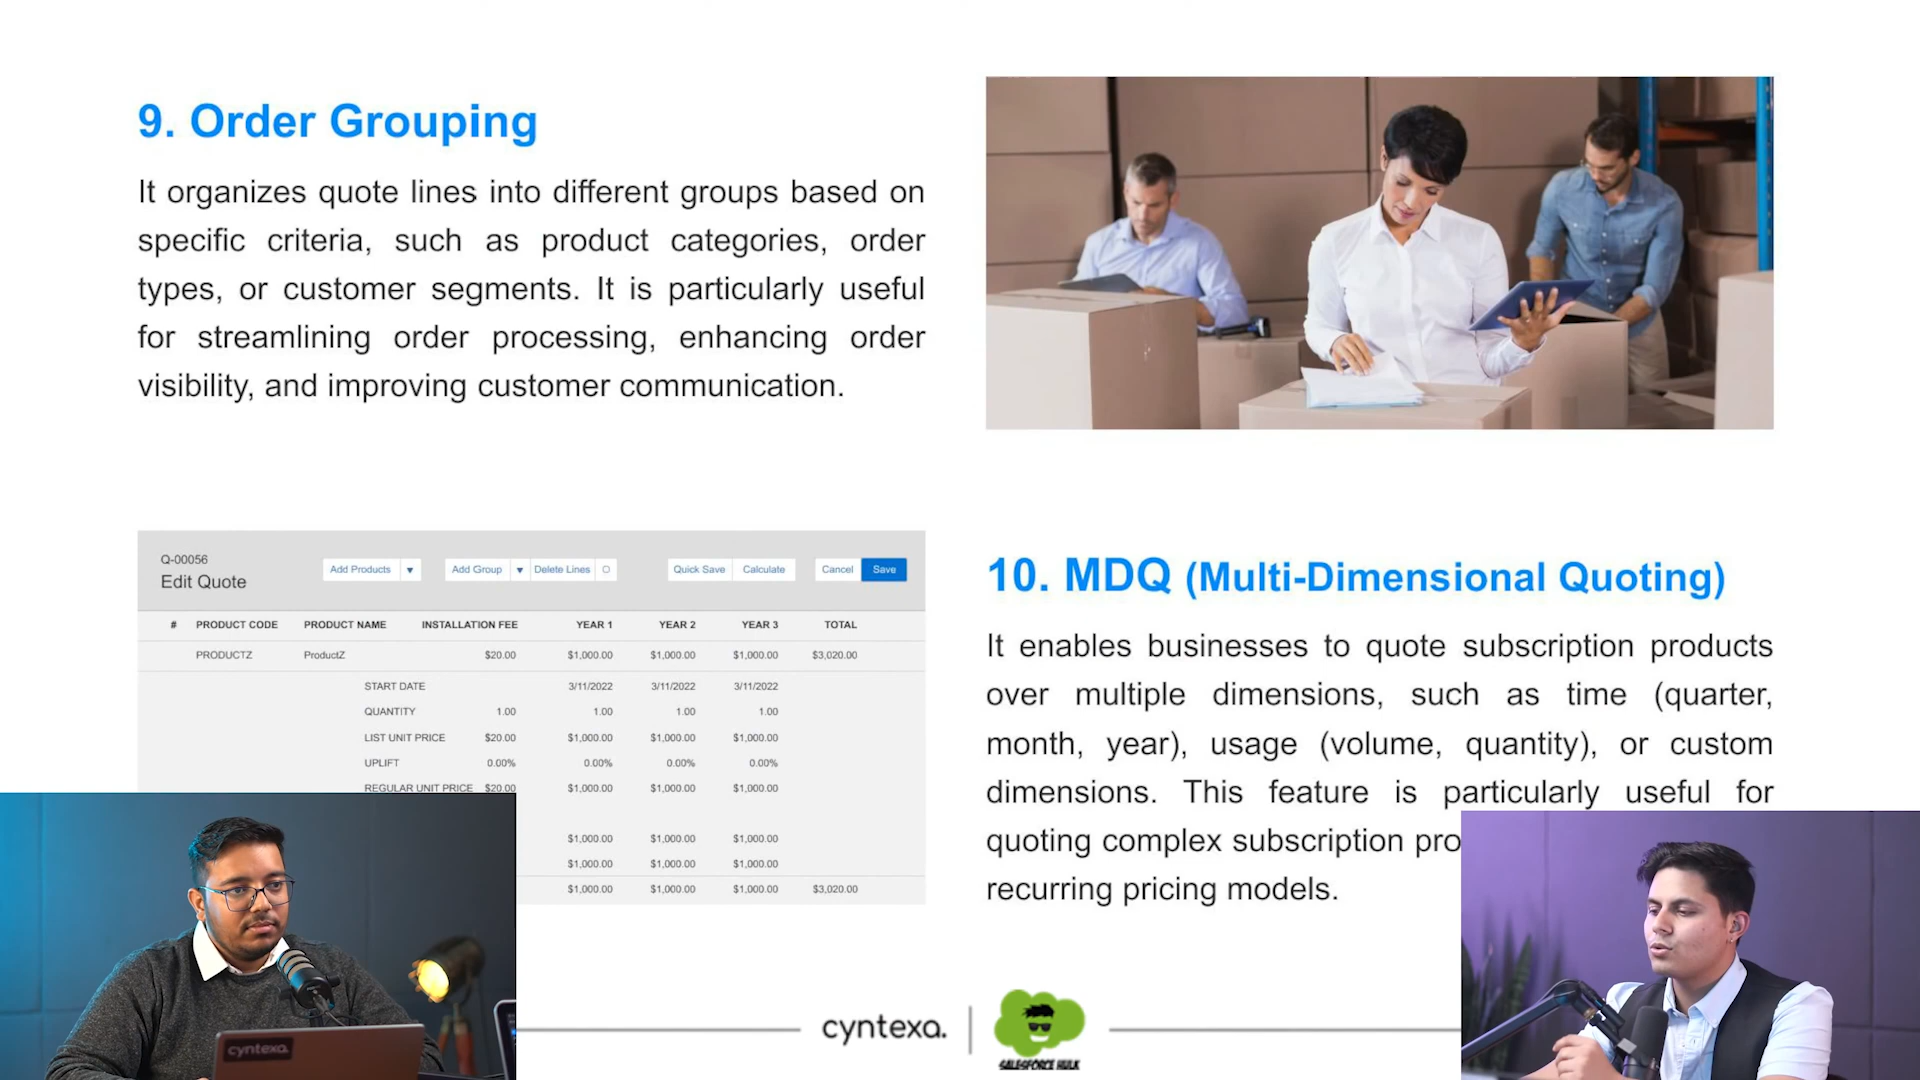 9. Order Grouping
It organizes quote lines into different groups based on
specific criteria, such as product categories, order
types, or customer segments. It is particularly useful
for streamlining order processing, enhancing order
visibility, and improving customer communication.
Q-00056
Edit Quote
Add Products
Add Group
Delete Lines
Quick Save
Calculate
Cancel
Save
# PRODUCT CODE PRODUCT NAME INSTALLATION FEE YEAR 1 YEAR 2 YEAR 3 TOTAL
PRODUCTZ ProductZ $20.00 $1,000.00 $1,000.00 $1,000.00 $3,020.00
START DATE 3/11/2022 3/11/2022 3/11/2022
QUANTITY 1.00 1.00 1.00 1.00
LIST UNIT PRICE $20.00 $1,000.00 $1,000.00 $1,000.00
UPLIFT 0.00% 0.00% 0.00% 0.00%
REGULAR UNIT PRICE $20.00 $1,000.00 $1,000.00 $1,000.00
$1,000.00 $1,000.00 $1,000.00
$1,000.00 $1,000.00 $1,000.00
$1,000.00 $1,000.00 $1,000.00 $3,020.00
10. MDQ (Multi-Dimensional Quoting)
It enables businesses to quote subscription products
over multiple dimensions, such as time (quarter,
month, year), usage (volume, quantity), or custom
dimensions. This feature is particularly useful for
quoting complex subscription pro
recurring pricing models.
cyntexa.
cyntexa.
SALESFORCE HULK